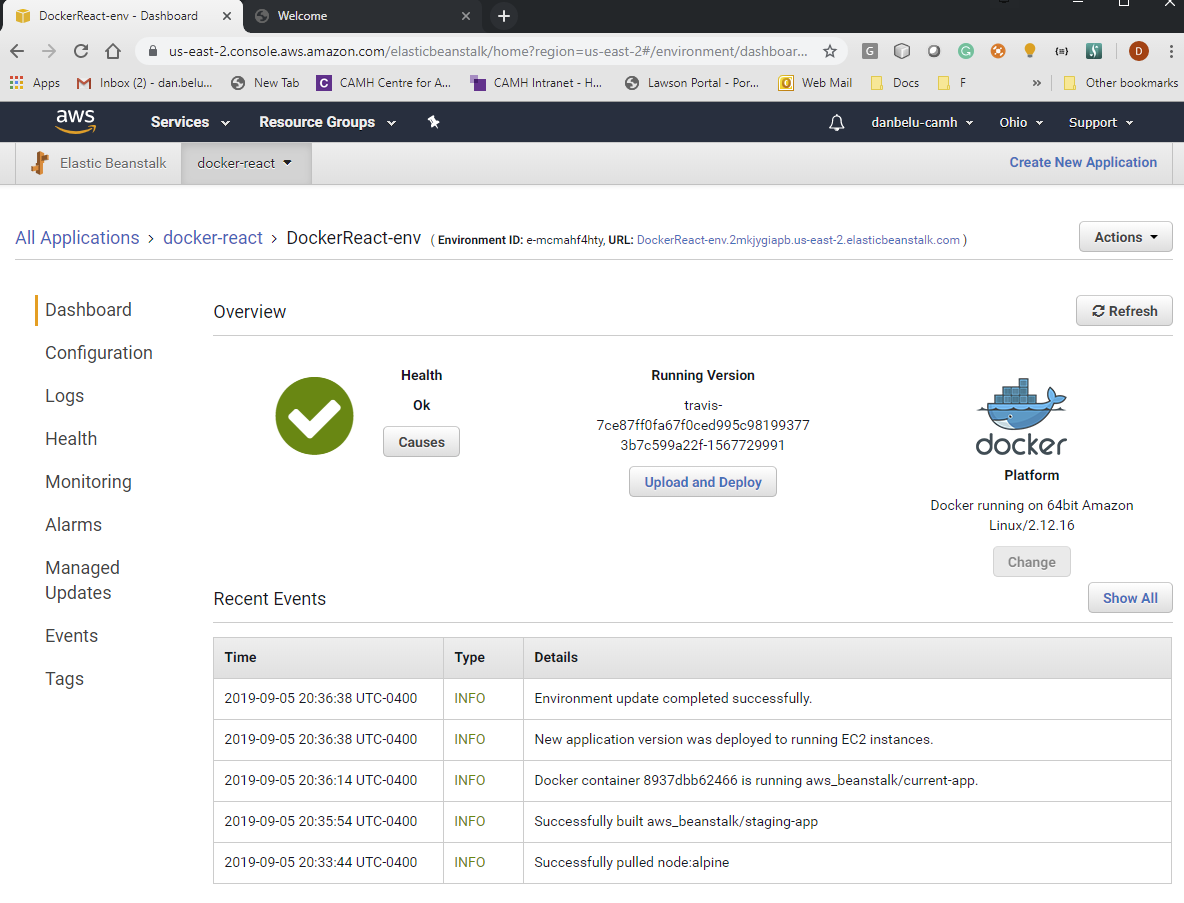 DockerReact-env - Dashboard
Welcome
us-east-2.console.aws.amazon.com/elasticbeanstalk/home?region=us-east-2#/environment/dashboar...
G
D
Apps
Inbox (2) - dan.belu...
New Tab
C CAMH Centre for A...
CAMH Intranet - H...
Lawson Portal - Por...
Web Mail
Docs
F
»
Other bookmarks
aws
Services
Resource Groups
danbelu-camh
Ohio
Support
Elastic Beanstalk
docker-react
Create New Application
All Applications › docker-react › DockerReact-env ( Environment ID: e-mcmahf4hty, URL: DockerReact-env.2mkjygiapb.us-east-2.elasticbeanstalk.com )
Actions
Dashboard
Configuration
Logs
Health
Monitoring
Alarms
Managed
Updates
Events
Tags
Overview
Refresh
Health
Ok
Causes
Running Version
travis-
7ce87ff0fa67f0ced995c98199377
3b7c599a22f-1567729991
Upload and Deploy
docker
Platform
Docker running on 64bit Amazon
Linux/2.12.16
Change
Recent Events
Show All
Time Type Details
2019-09-05 20:36:38 UTC-0400 INFO Environment update completed successfully.
2019-09-05 20:36:38 UTC-0400 INFO New application version was deployed to running EC2 instances.
2019-09-05 20:36:14 UTC-0400 INFO Docker container 8937dbb62466 is running aws_beanstalk/current-app.
2019-09-05 20:35:54 UTC-0400 INFO Successfully built aws_beanstalk/staging-app
2019-09-05 20:33:44 UTC-0400 INFO Successfully pulled node:alpine